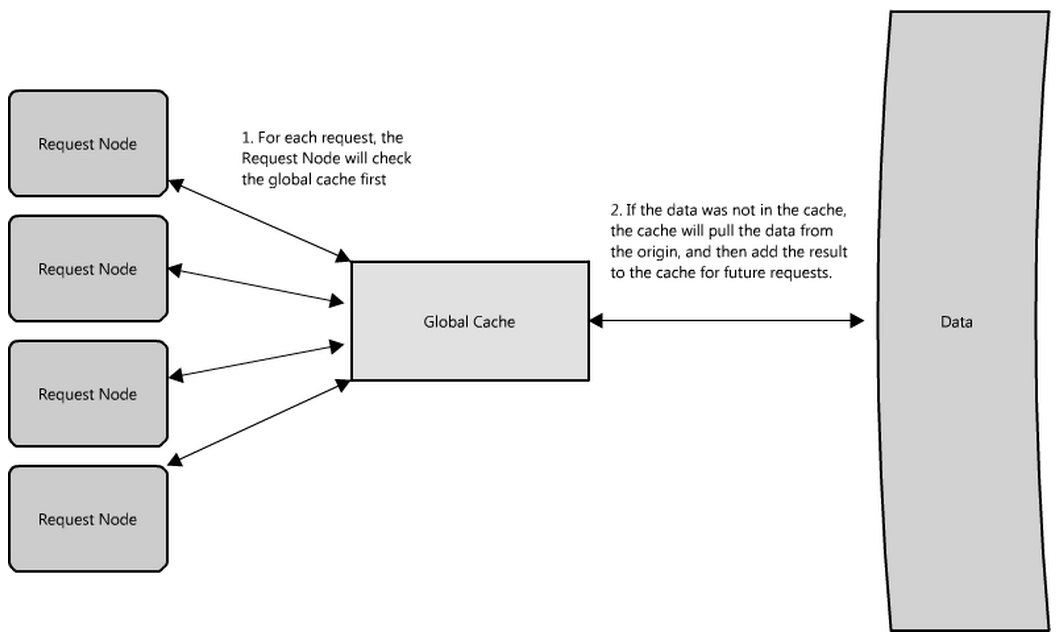 Request Node
1. For each request, the
Request Node will check
the global cache first
Request Node
Request Node
Request Node
Global Cache
2. If the data was not in the cache,
the cache will pull the data from
the origin, and then add the result
to the cache for future requests.
Data